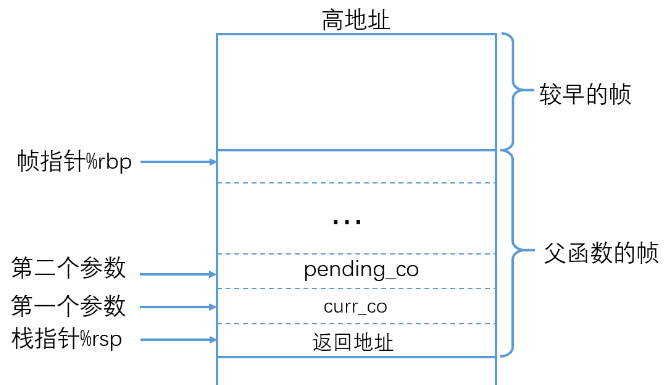 高地址
较早的帧
帧指针%rbp
...
父函数的帧
第二个参数
pending_co
第一个参数
curr_co
栈指针%rsp
返回地址